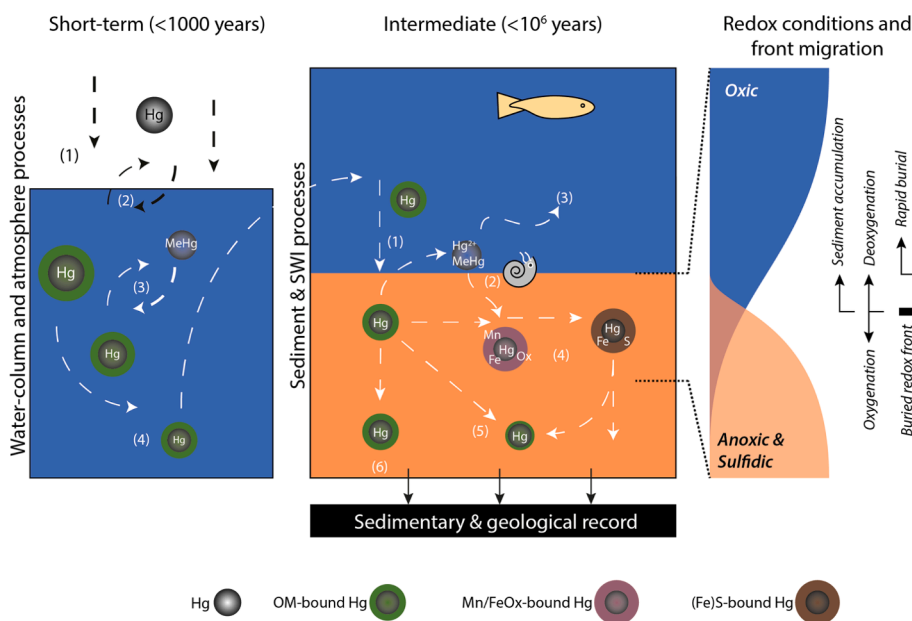 Short-term (<1000 years)
Intermediate (<10⁶ years)
Redox conditions and
front migration
Water-column and atmosphere processes
Hg
(1)
(2)
Hg
MeHg
(3)
Hg
(4)
Hg
Sediment & SWI processes
Hg
(1)
(3)
Hg²⁺
MeHg
(2)
Hg
Mn
Hg
Fe
Ox
(4)
Hg
Fe
S
Hg
(5)
Hg
(6)
Sedimentary & geological record
Oxic
Anoxic &
Sulfidic
Sediment accumulation
Deoxygenation
Rapid burial
Oxygenation
Buried redox front
Hg
OM-bound Hg
Mn/FeOx-bound Hg
(Fe)S-bound Hg